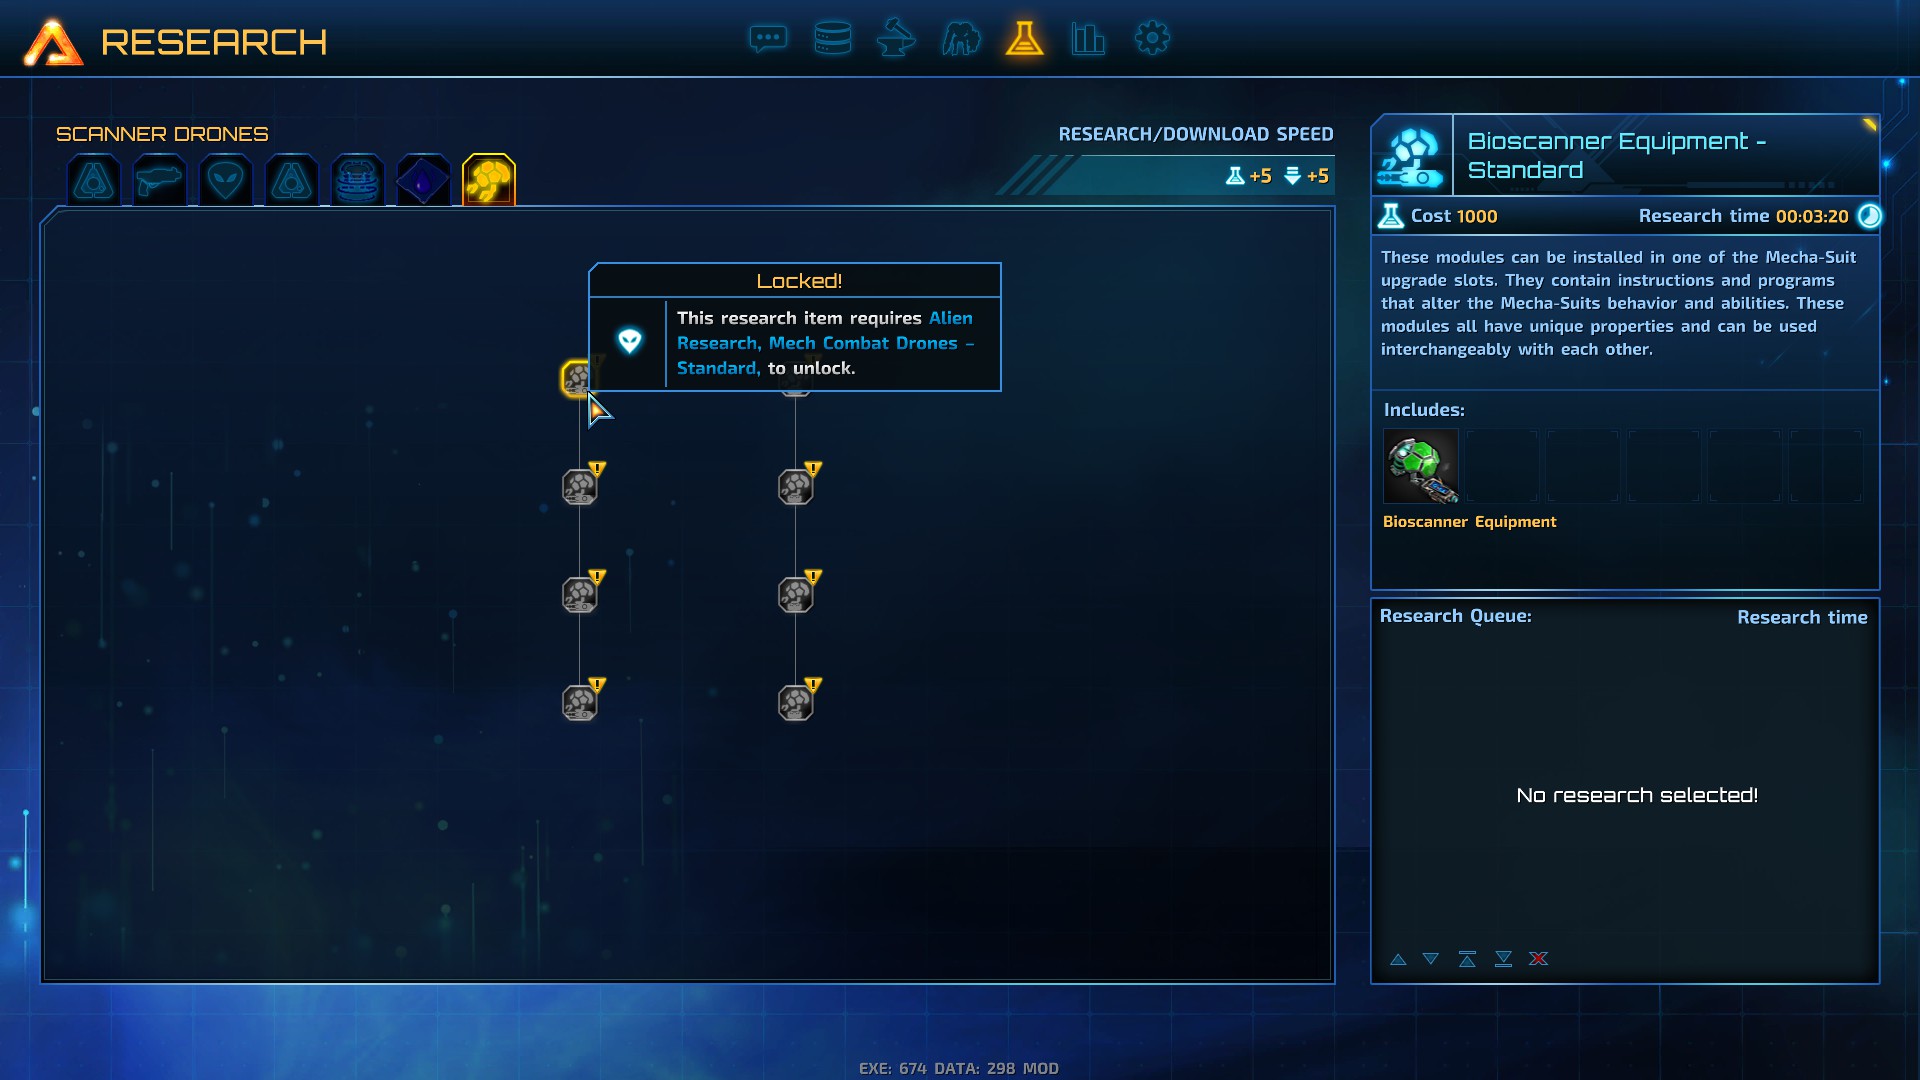 RESEARCH
SCANNER DRONES
RESEARCH/DOWNLOAD SPEED
+5 +5
Locked!
This research item requires Alien
Research, Mech Combat Drones –
Standard, to unlock.
Bioscanner Equipment -
Standard
Cost 1000 Research time 00:03:20
These modules can be installed in one of the Mecha-Suit
upgrade slots. They contain instructions and programs
that alter the Mecha-Suits behavior and abilities. These
modules all have unique properties and can be used
interchangeably with each other.
Includes:
Bioscanner Equipment
Research Queue: Research time
No research selected!
EXE: 674 DATA: 298 MOD